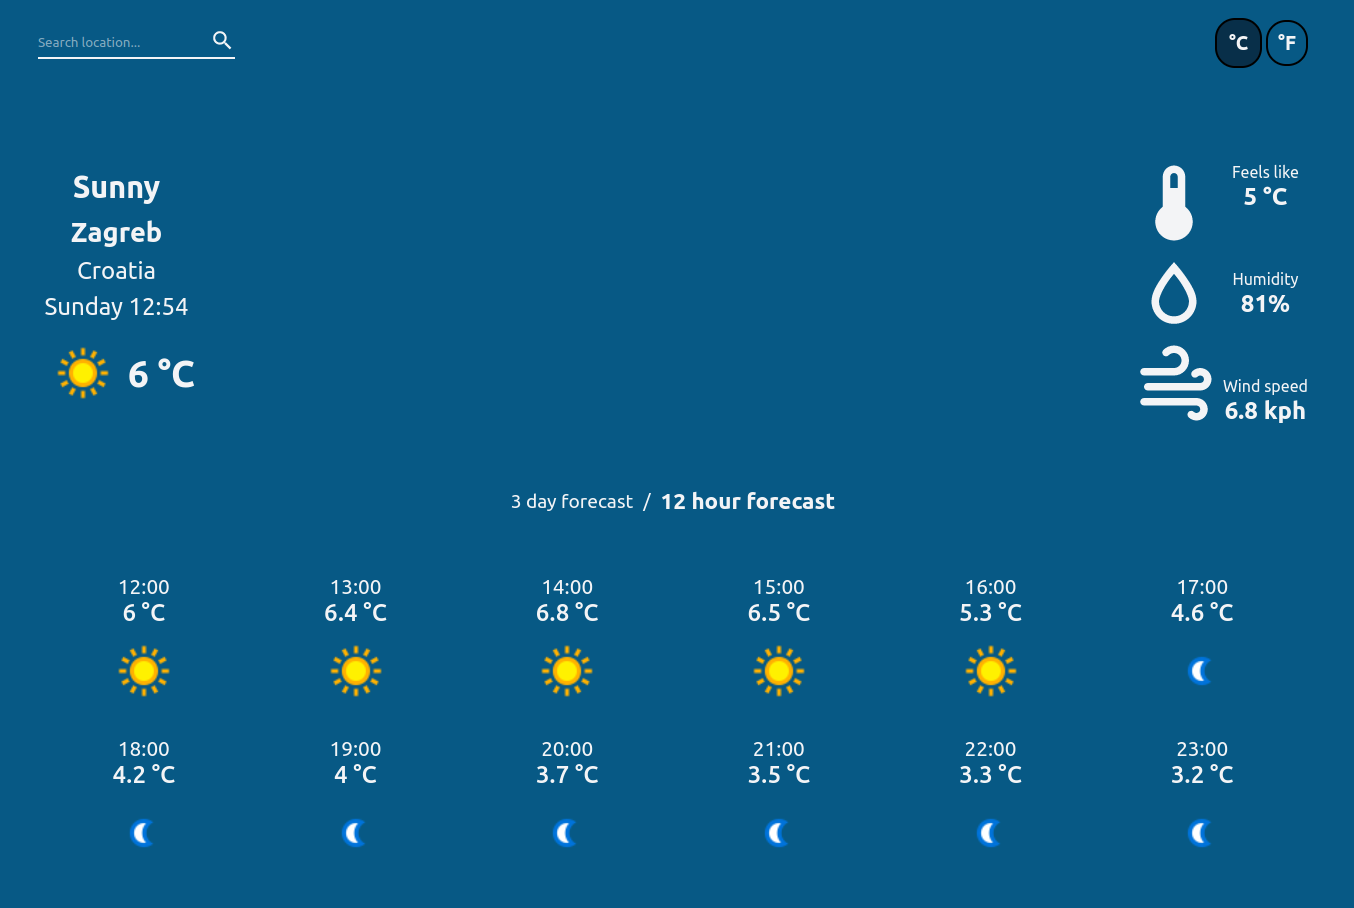 Search location...
°C °F
Sunny
Zagreb
Croatia
Sunday 12:54
6 °C
Feels like
5 °C
Humidity
81%
Wind speed
6.8 kph
3 day forecast / 12 hour forecast
12:00 13:00 14:00 15:00 16:00 17:00
6 °C 6.4 °C 6.8 °C 6.5 °C 5.3 °C 4.6 °C
18:00 19:00 20:00 21:00 22:00 23:00
4.2 °C 4 °C 3.7 °C 3.5 °C 3.3 °C 3.2 °C